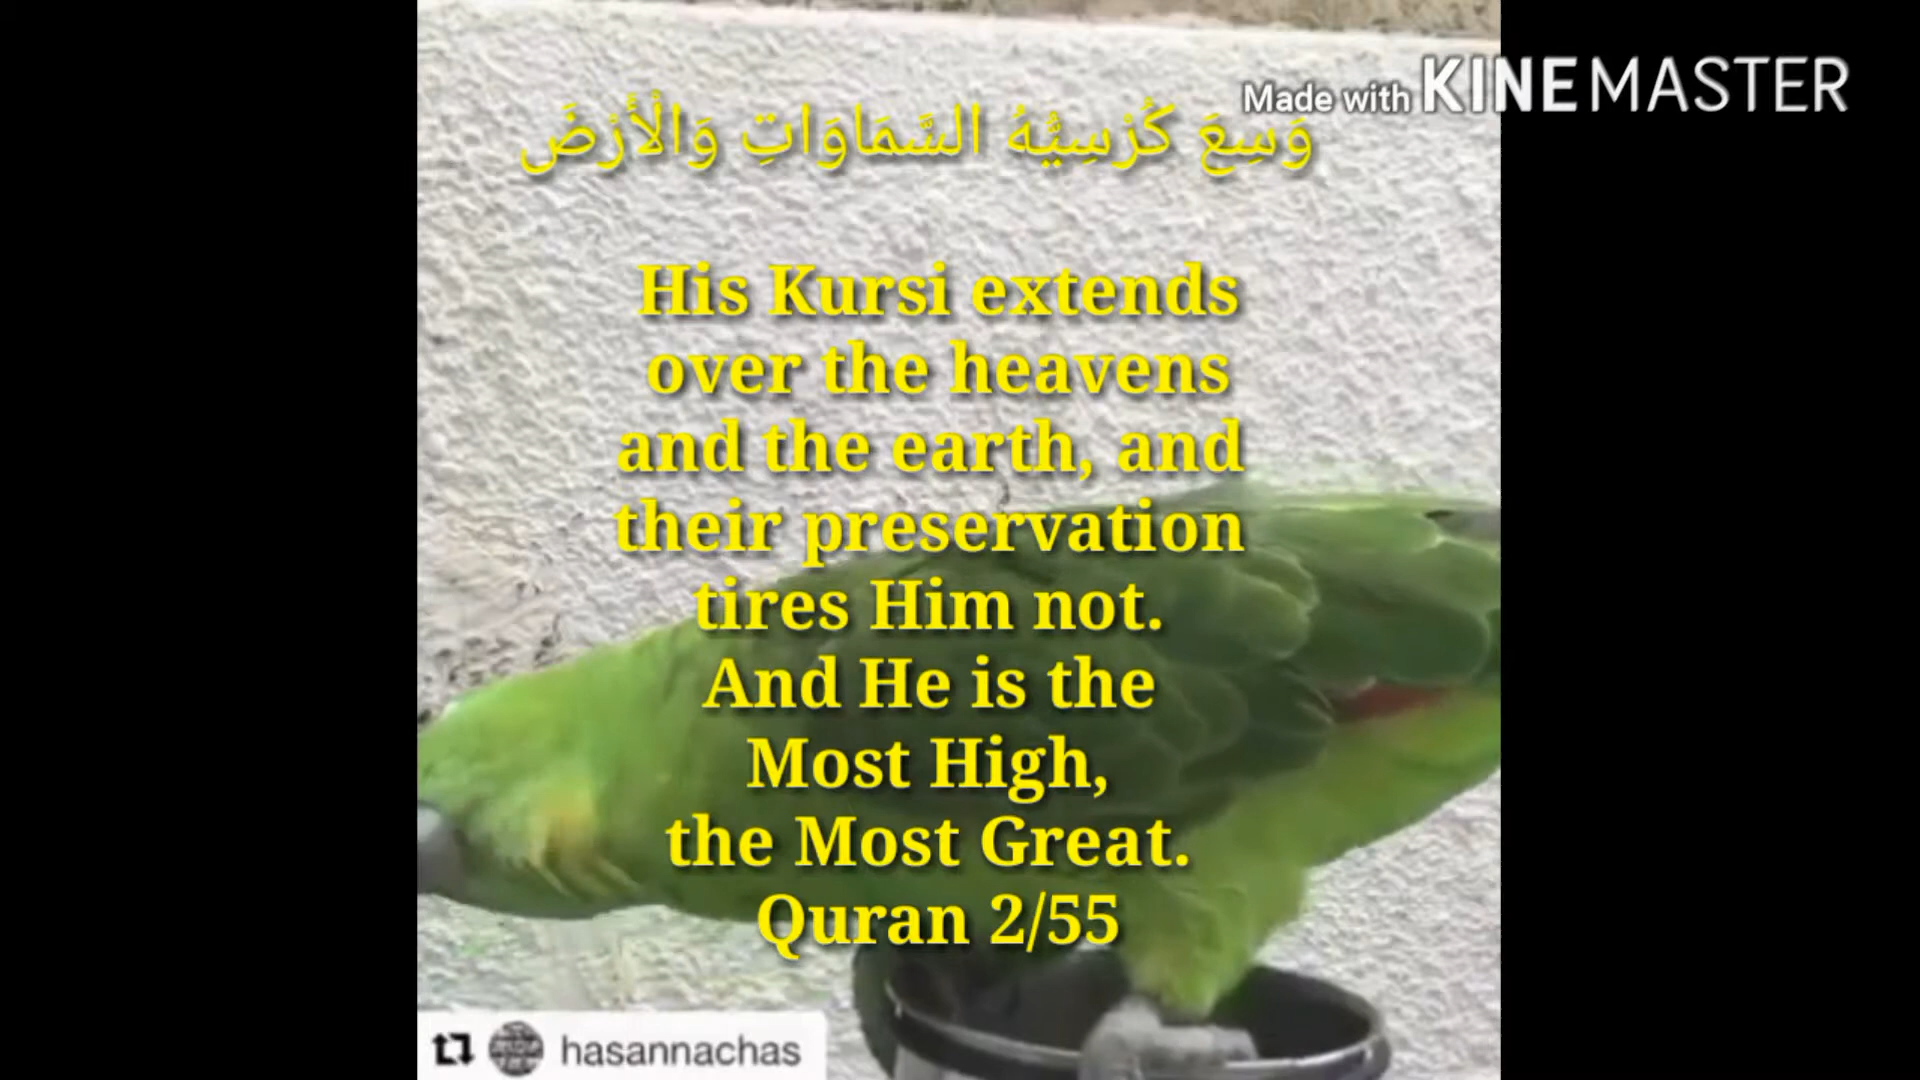 Made with KINEMASTER
وَسِعَ كُرْسِيُّهُ السَّمَاوَاتِ وَالْأَرْضَ
His Kursi extends
over the heavens
and the earth, and
their preservation
tires Him not.
And He is the
Most High,
the Most Great.
Quran 2/55
hasannachas